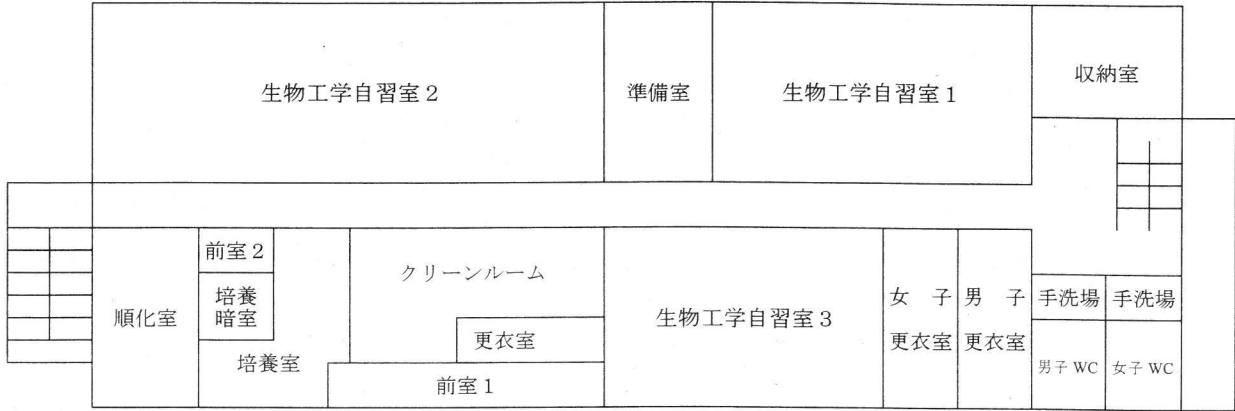 生物工学自習室2
準備室
生物工学自習室1
収納室
順化室
前室2
培養
暗室
培養室
クリーンルーム
更衣室
前室1
生物工学自習室3
女 子
更衣室
男 子
更衣室
手洗場
手洗場
男子 WC
女子 WC